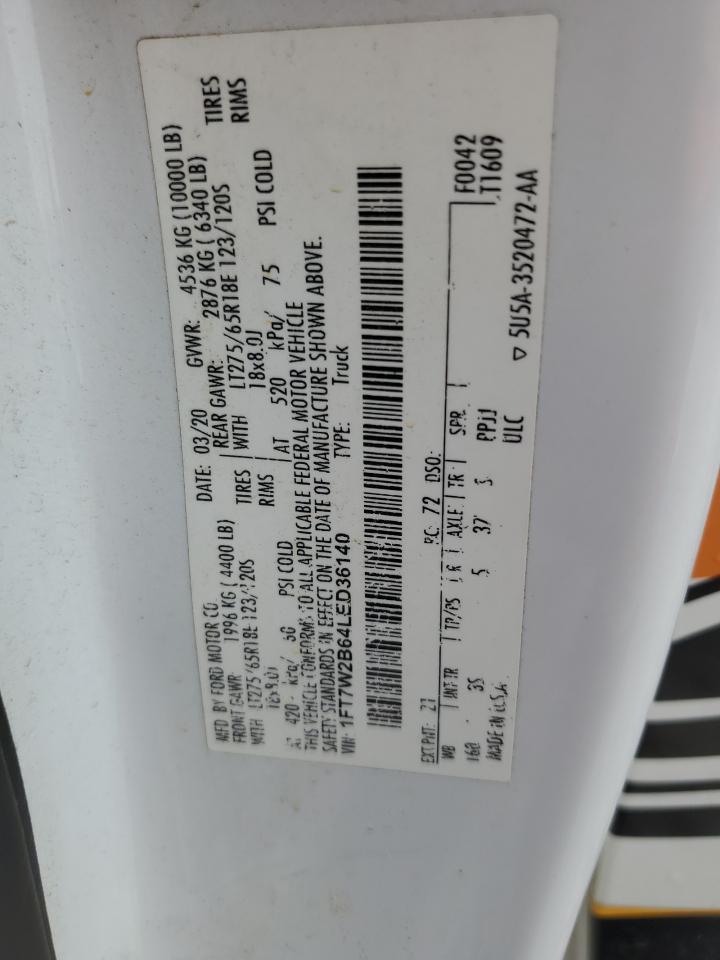 MFD BY FORD MOTOR CO. DATE: 03/20 GVWR: 4536 KG (10000 LB)
FRONT GAWR 1996 KG ( 4400 LB) REAR GAWR: 2876 KG ( 6340 LB)
WITH LT275/65R18E 123/120S TIRES WITH LT275/65R18E 123/120S TIRES
18x8.0J RIMS 18x8.0J RIMS
AT 420 kPa/ 60 PSI COLD AT 520 kPa/ 75 PSI COLD
THIS VEHICLE CONFORMS TO ALL APPLICABLE FEDERAL MOTOR VEHICLE
SAFETY STANDARDS IN EFFECT ON THE DATE OF MANUFACTURE SHOWN ABOVE.
VIN: 1FT7W2B64LED36140 TYPE: Truck
EXT PNT: Z1 RC: 72 DSO: F0042
WB INT TR TP/PS R AXLE TR SPR T1609
160 3S 5 37 S PPJJ
MADE IN U.S.A. ULC 5U5A-3520472-AA